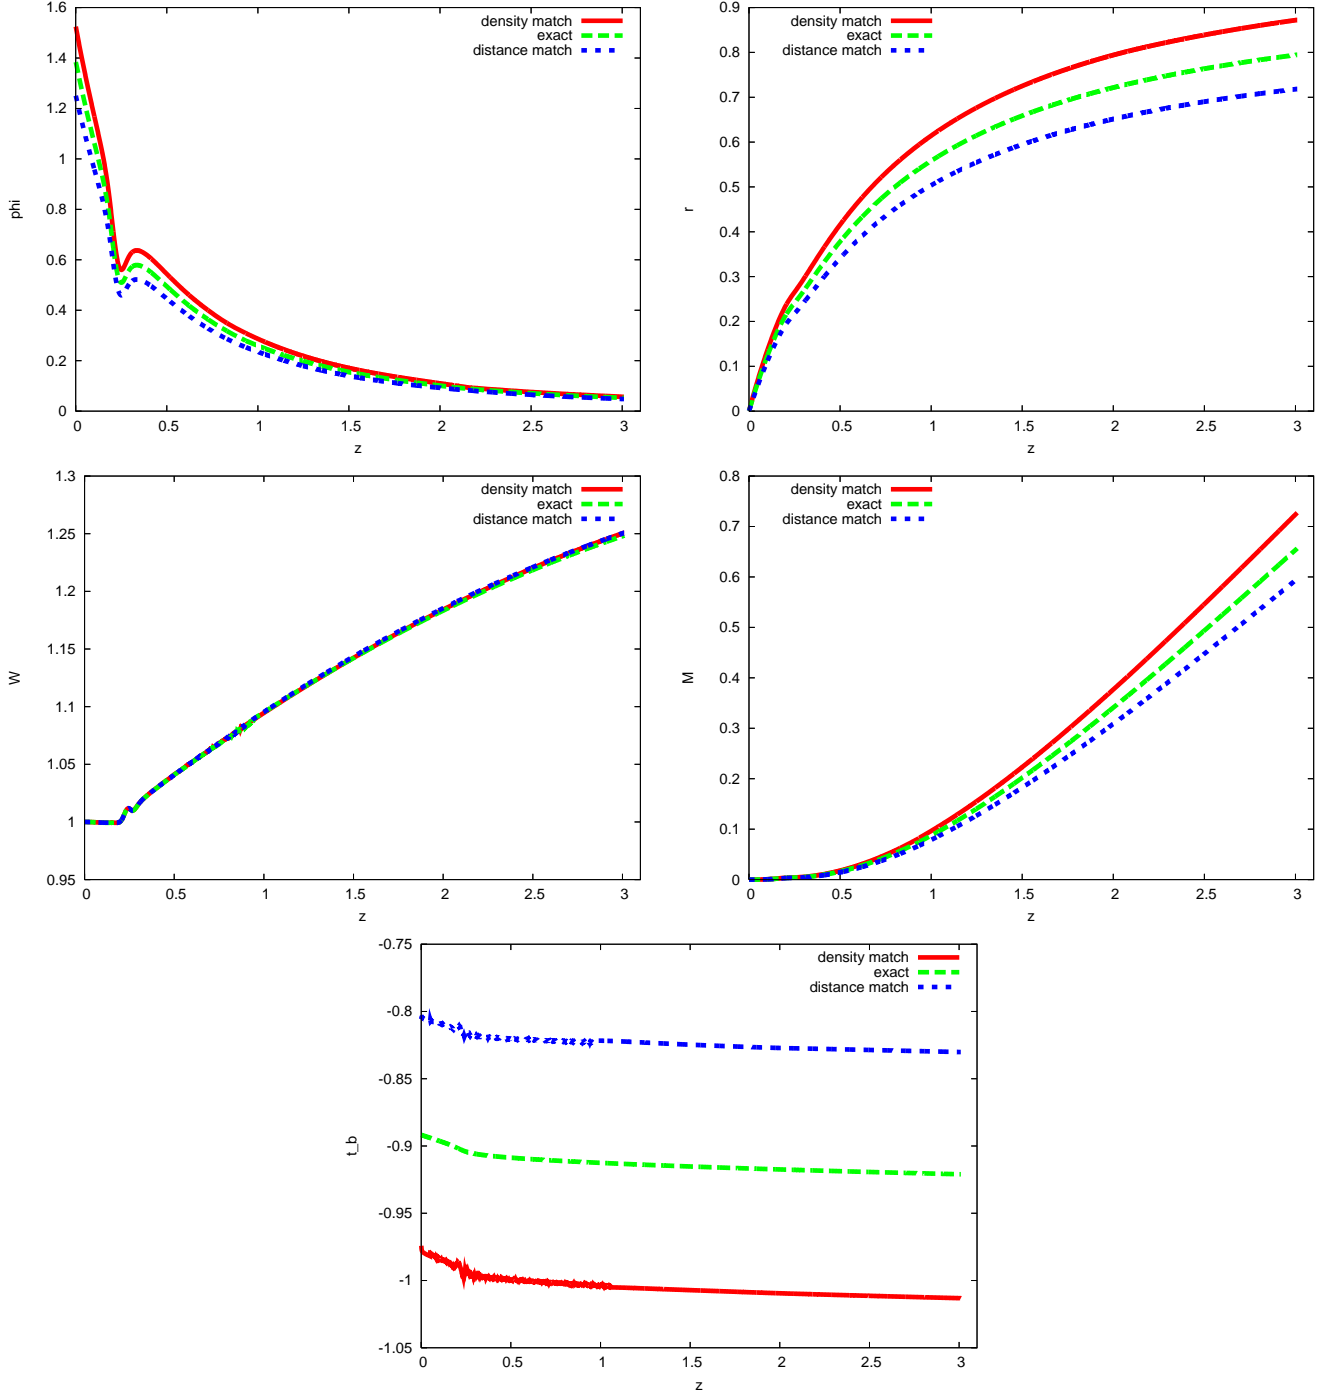 1.6
1.4
1.2
1
0.8
0.6
0.4
0.2
0
phi
density match
exact
distance match
0 0.5 1 1.5 2 2.5 3
z
0.9
0.8
0.7
0.6
0.5
0.4
0.3
0.2
0.1
0
r
density match
exact
distance match
0 0.5 1 1.5 2 2.5 3
z
1.3
1.25
1.2
1.15
1.1
1.05
1
0.95
W
density match
exact
distance match
0 0.5 1 1.5 2 2.5 3
z
0.8
0.7
0.6
0.5
0.4
0.3
0.2
0.1
0
M
density match
exact
distance match
0 0.5 1 1.5 2 2.5 3
z
-0.75
-0.8
-0.85
-0.9
-0.95
-1
-1.05
t_b
density match
exact
distance match
0 0.5 1 1.5 2 2.5 3
z